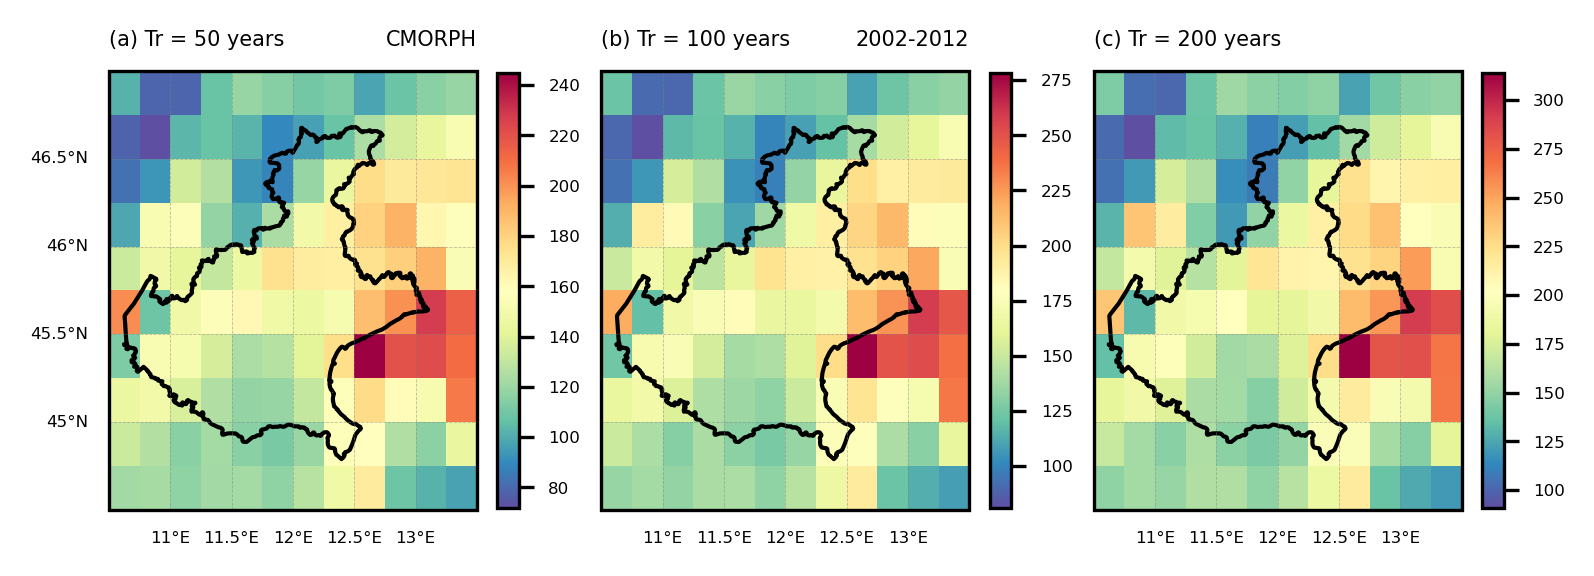 (a) Tr = 50 years CMORPH
(b) Tr = 100 years 2002-2012
(c) Tr = 200 years
46.5°N
46°N
45.5°N
45°N
11°E 11.5°E 12°E 12.5°E 13°E
240
220
200
180
160
140
120
100
80
11°E 11.5°E 12°E 12.5°E 13°E
275
250
225
200
175
150
125
100
11°E 11.5°E 12°E 12.5°E 13°E
300
275
250
225
200
175
150
125
100